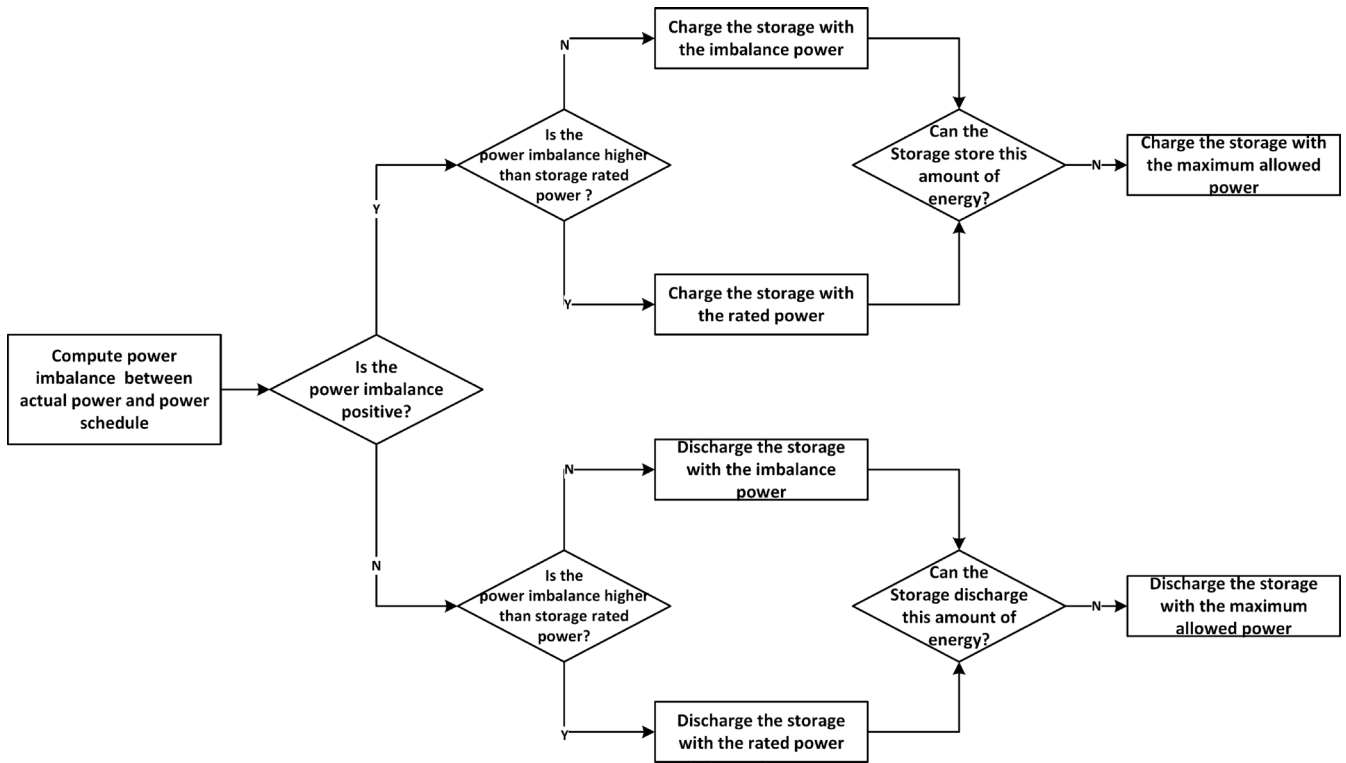 Compute power
imbalance between
actual power and power
schedule
Is the
power imbalance
positive?
Y
N
Is the
power imbalance higher
than storage rated
power ?
N
Y
Charge the storage with
the imbalance power
Charge the storage with
the rated power
Can the
Storage store this
amount of
energy?
N
Charge the storage with
the maximum allowed
power
Is the
power imbalance higher
than storage rated
power?
N
Y
Discharge the storage
with the imbalance
power
Discharge the storage
with the rated power
Can the
Storage discharge
this amount of
energy?
N
Discharge the storage
with the maximum
allowed power